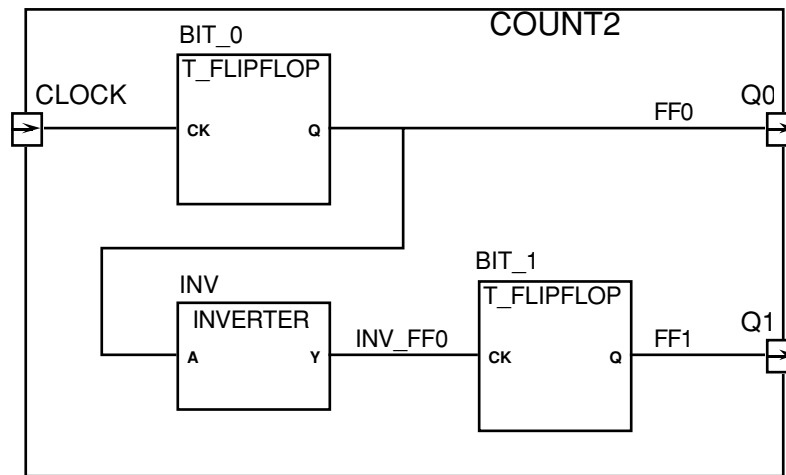 COUNT2
BIT_0
T_FLIPFLOP
CLOCK
CK
Q
FF0
Q0
BIT_1
INV
T_FLIPFLOP
INVERTER
Q1
INV_FF0
FF1
A
Y
CK
Q